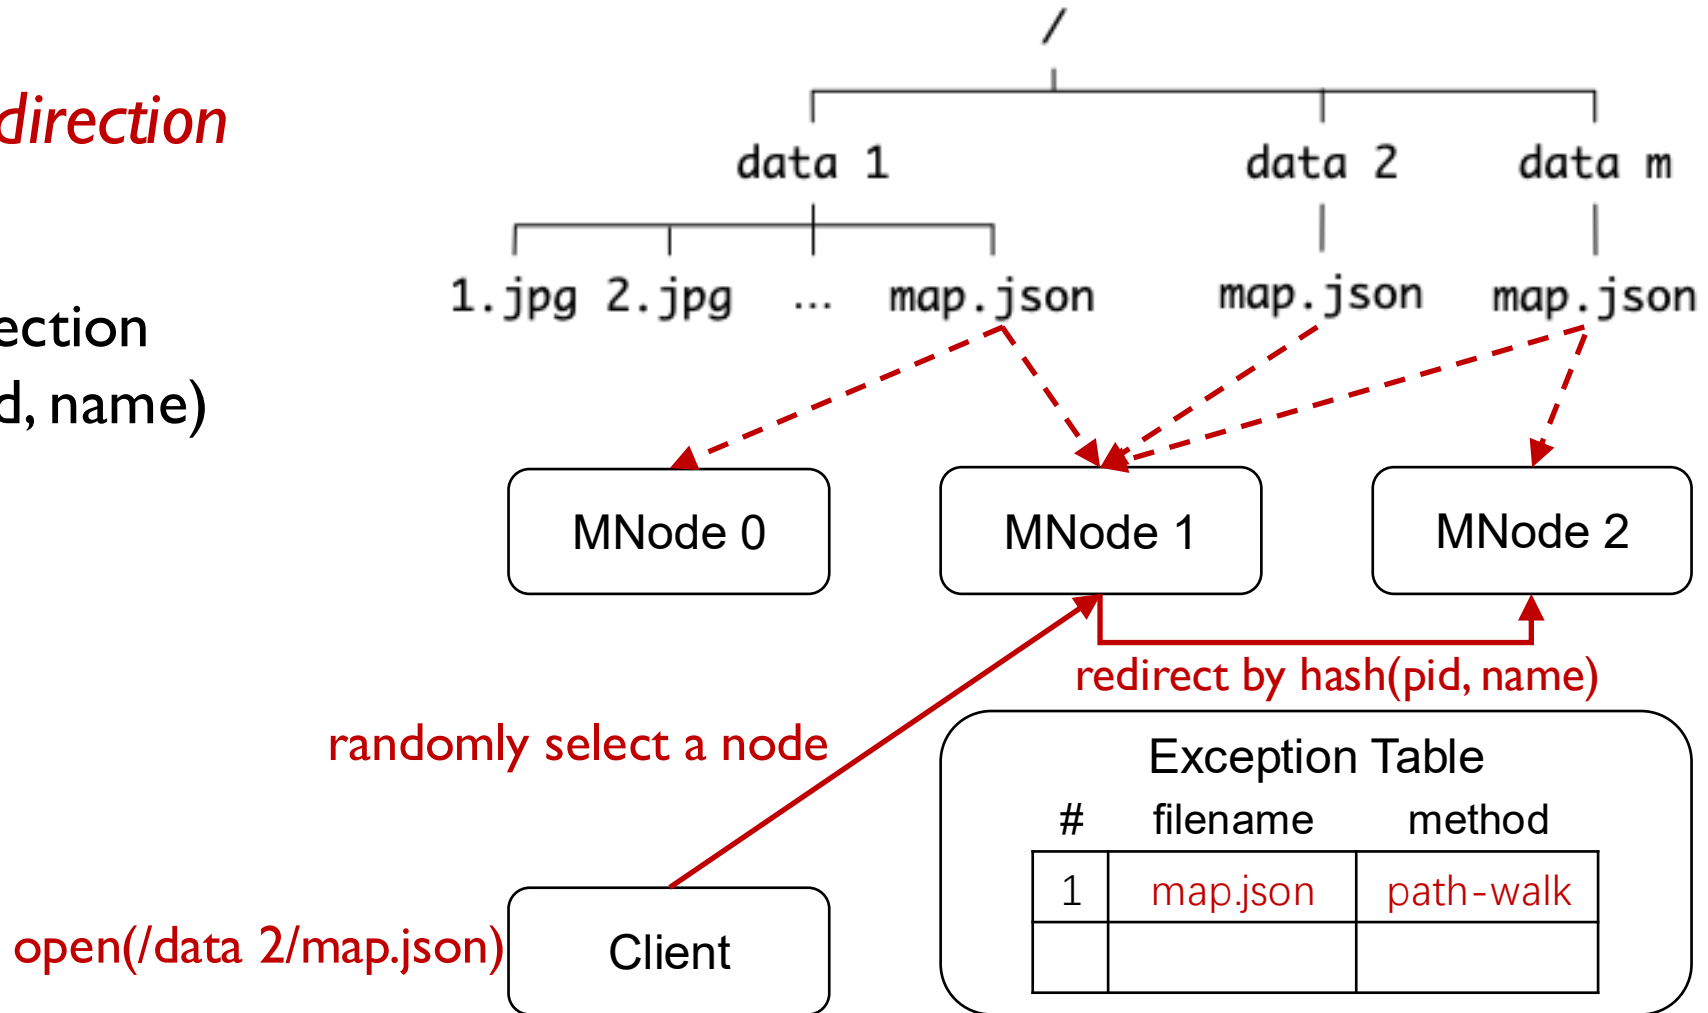 /
direction
data 1
data 2
data m
1.jpg 2.jpg ... map.json
map.json
map.json
ection
d, name)
MNode 0
MNode 1
MNode 2
redirect by hash(pid, name)
randomly select a node
Exception Table
# filename method
1 map.json path-walk
open(/data 2/map.json)
Client